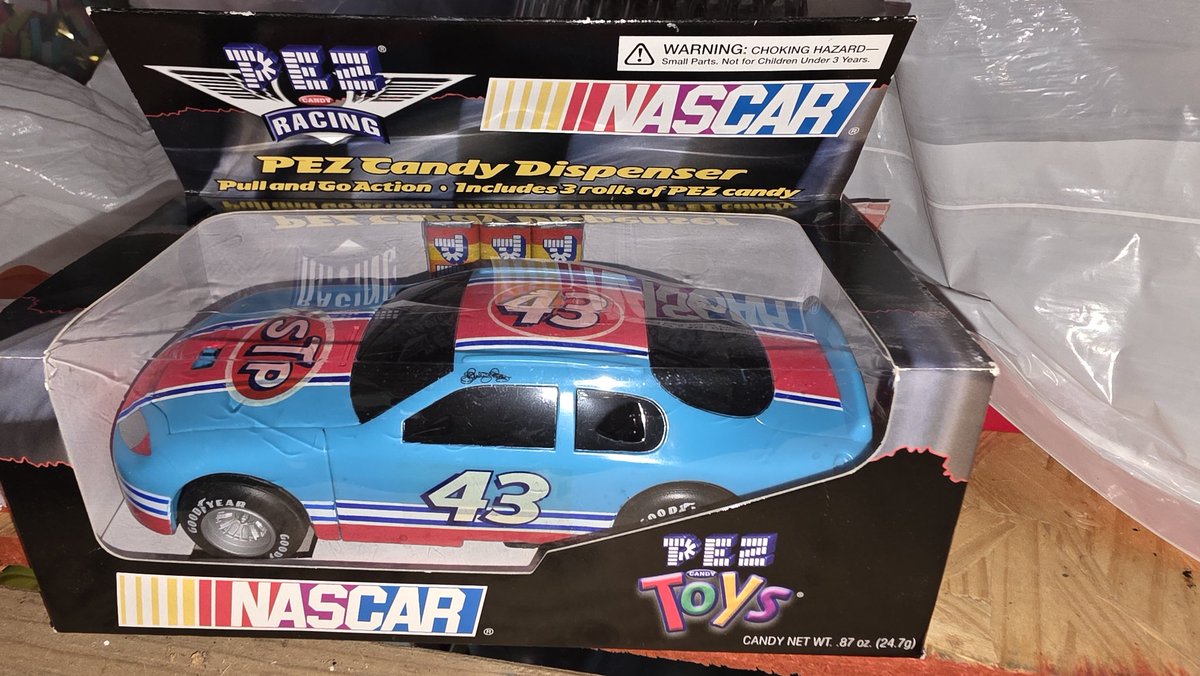 PEZ
CANDY
RACING
NASCAR
WARNING: CHOKING HAZARD—
Small Parts. Not for Children Under 3 Years.
PEZ Candy Dispenser
Pull and Go Action • Includes 3 rolls of PEZ candy
STP
43
43
GOODYEAR
GOOD
GOODY
NASCAR
PEZ
CANDY
TOYS
CANDY NET WT. .87 oz. (24.7g)